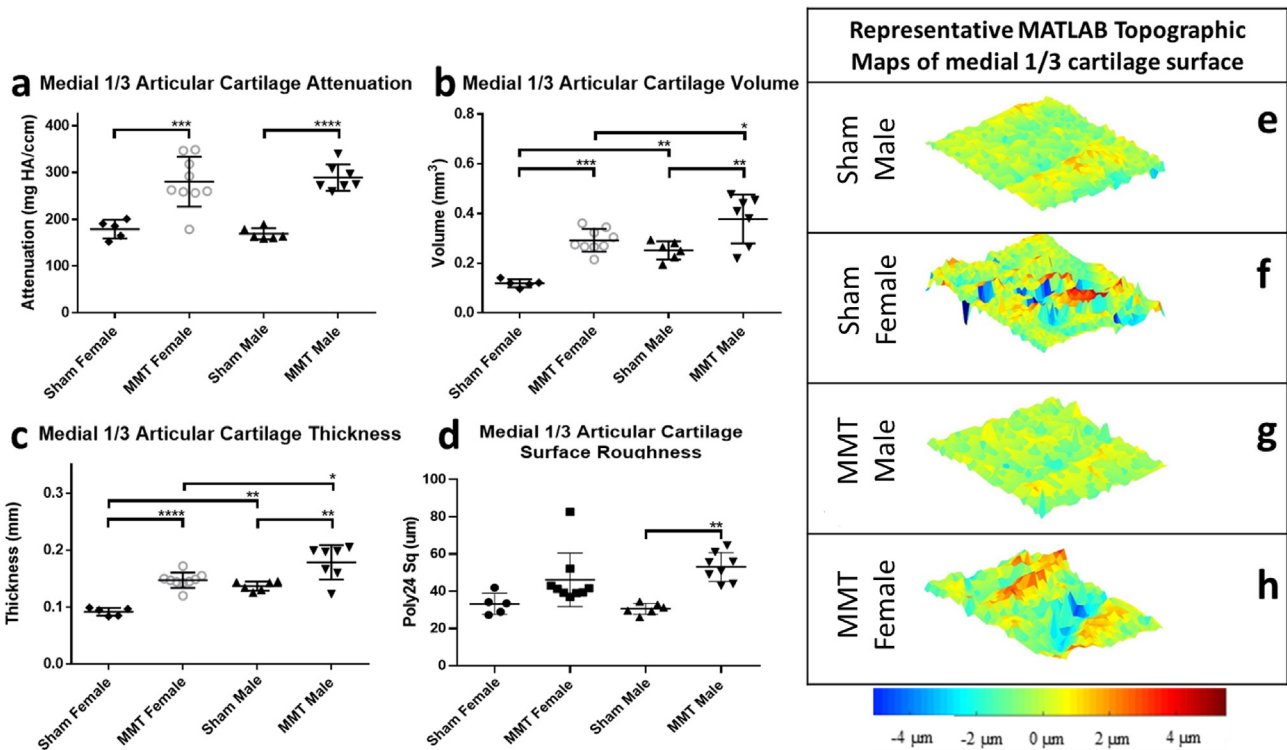 a Medial 1/3 Articular Cartilage Attenuation
Attenuation (mg HA/ccm)
400
300
200
100
0
***
****
Sham Female
MMT Female
Sham Male
MMT Male
b Medial 1/3 Articular Cartilage Volume
Volume (mm³)
0.8
0.6
0.4
0.2
0.0
*
**
***
**
Sham Female
MMT Female
Sham Male
MMT Male
c Medial 1/3 Articular Cartilage Thickness
Thickness (mm)
0.3
0.2
0.1
0.0
*
**
****
**
Sham Female
MMT Female
Sham Male
MMT Male
d Medial 1/3 Articular Cartilage
Surface Roughness
Poly24 Sq (um)
100
80
60
40
20
0
**
Sham Female
MMT Female
Sham Male
MMT Male
Representative MATLAB Topographic
Maps of medial 1/3 cartilage surface
Sham
Male
e
Sham
Female
f
MMT
Male
g
MMT
Female
h
-4 µm
-2 µm
0 µm
2 µm
4 µm